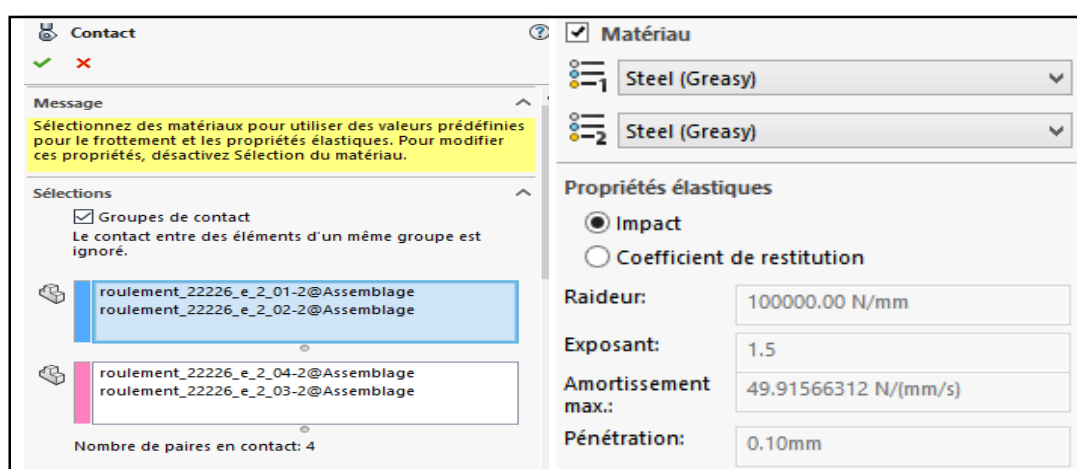 Contact
Message
Sélectionnez des matériaux pour utiliser des valeurs prédéfinies
pour le frottement et les propriétés élastiques. Pour modifier
ces propriétés, désactivez Sélection du matériau.
Sélections
Groupes de contact
Le contact entre des éléments d'un même groupe est
ignoré.
roulement_22226_e_2_01-2@Assemblage
roulement_22226_e_2_02-2@Assemblage
roulement_22226_e_2_04-2@Assemblage
roulement_22226_e_2_03-2@Assemblage
Nombre de paires en contact: 4
Matériau
1 Steel (Greasy)
2 Steel (Greasy)
Propriétés élastiques
Impact
Coefficient de restitution
Raideur: 100000.00 N/mm
Exposant: 1.5
Amortissement
max.: 49.91566312 N/(mm/s)
Pénétration: 0.10mm